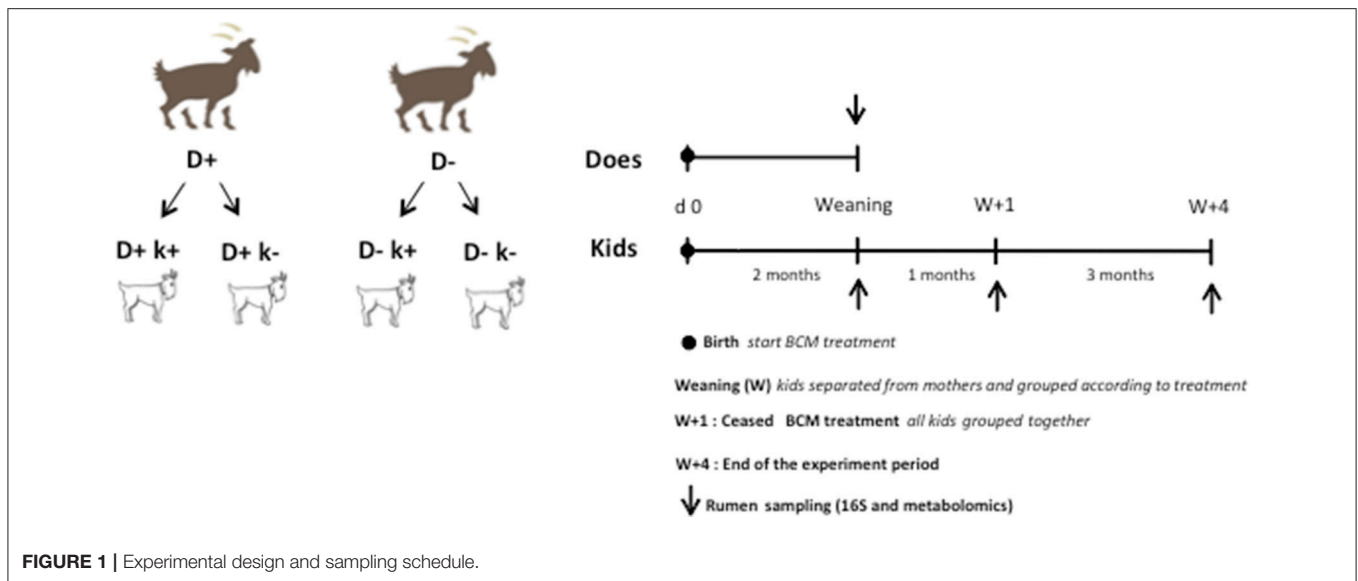 D+
D-
D+ k+
D+ k-
D- k+
D- k-
Does
d 0
Weaning
W+1
W+4
Kids
2 months
1 months
3 months
Birth start BCM treatment
Weaning (W) kids separated from mothers and grouped according to treatment
W+1 : Ceased BCM treatment all kids grouped together
W+4 : End of the experiment period
Rumen sampling (16S and metabolomics)
FIGURE 1 | Experimental design and sampling schedule.